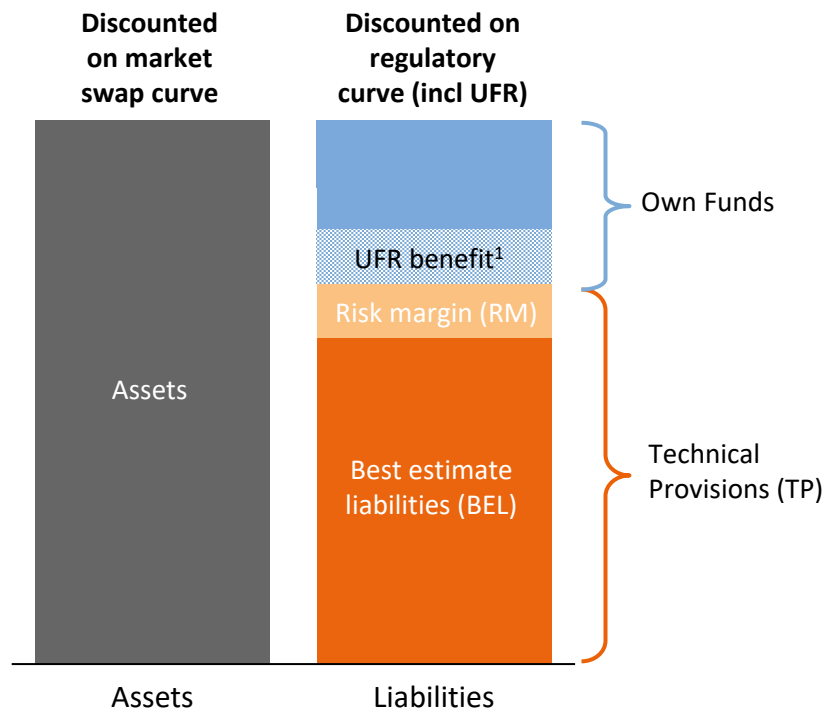 Discounted
on market
swap curve
Discounted on
regulatory
curve (incl UFR)
Own Funds
UFR benefit¹
Risk margin (RM)
Assets
Best estimate
liabilities (BEL)
Technical
Provisions (TP)
Assets
Liabilities